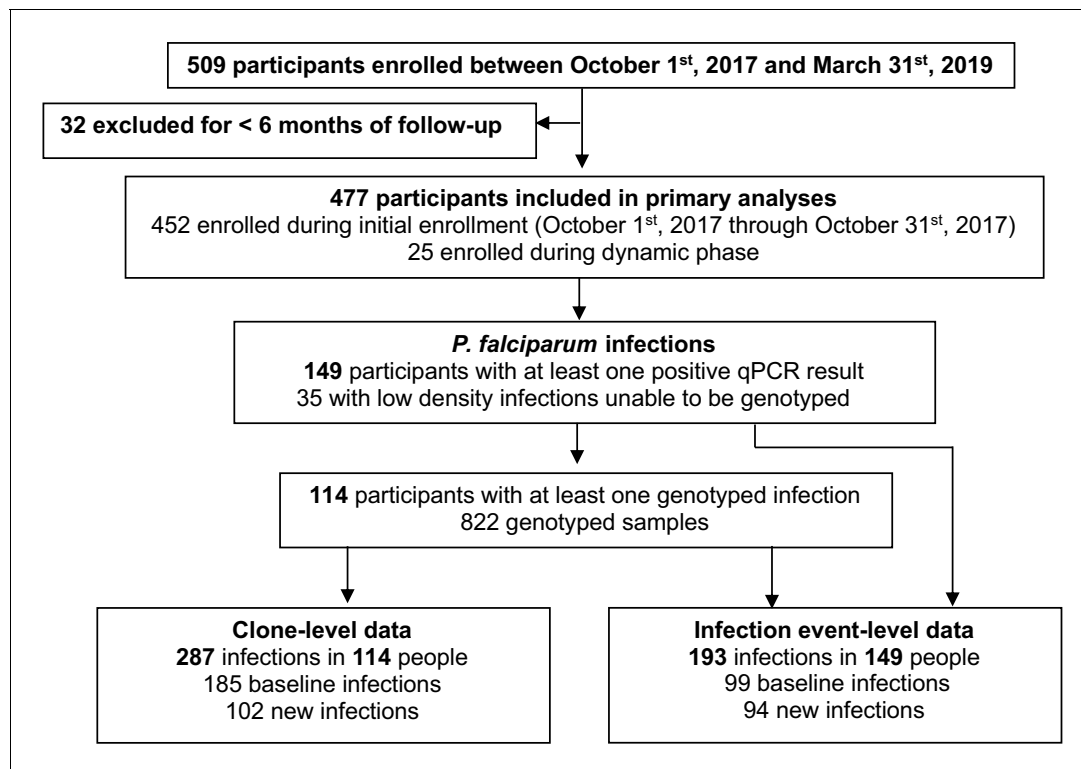 509 participants enrolled between October 1st, 2017 and March 31st, 2019
32 excluded for < 6 months of follow-up
477 participants included in primary analyses
452 enrolled during initial enrollment (October 1st, 2017 through October 31st, 2017)
25 enrolled during dynamic phase
P. falciparum infections
149 participants with at least one positive qPCR result
35 with low density infections unable to be genotyped
114 participants with at least one genotyped infection
822 genotyped samples
Clone-level data
287 infections in 114 people
185 baseline infections
102 new infections
Infection event-level data
193 infections in 149 people
99 baseline infections
94 new infections